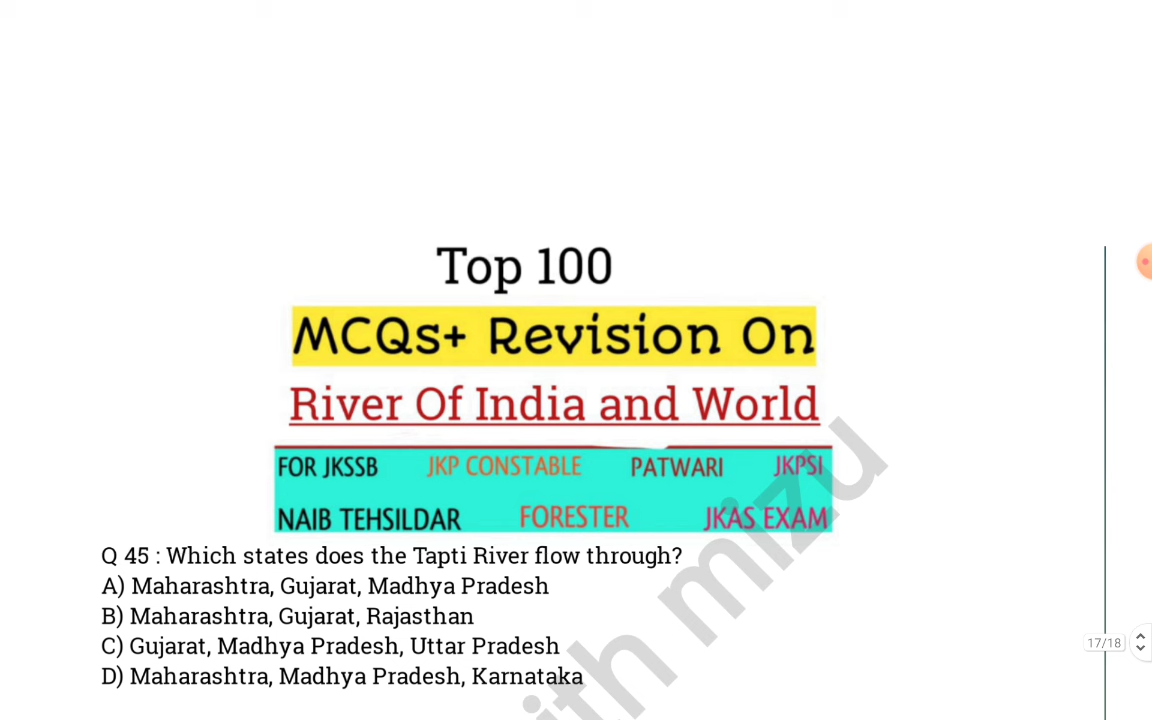 Top 100
MCQs+ Revision On
River Of India and World
FOR JKSSB JKP CONSTABLE PATWARI JKPSI
NAIB TEHSILDAR FORESTER JKAS EXAM
Q 45 : Which states does the Tapti River flow through?
A) Maharashtra, Gujarat, Madhya Pradesh
B) Maharashtra, Gujarat, Rajasthan
C) Gujarat, Madhya Pradesh, Uttar Pradesh
D) Maharashtra, Madhya Pradesh, Karnataka
17/18
ith mizu